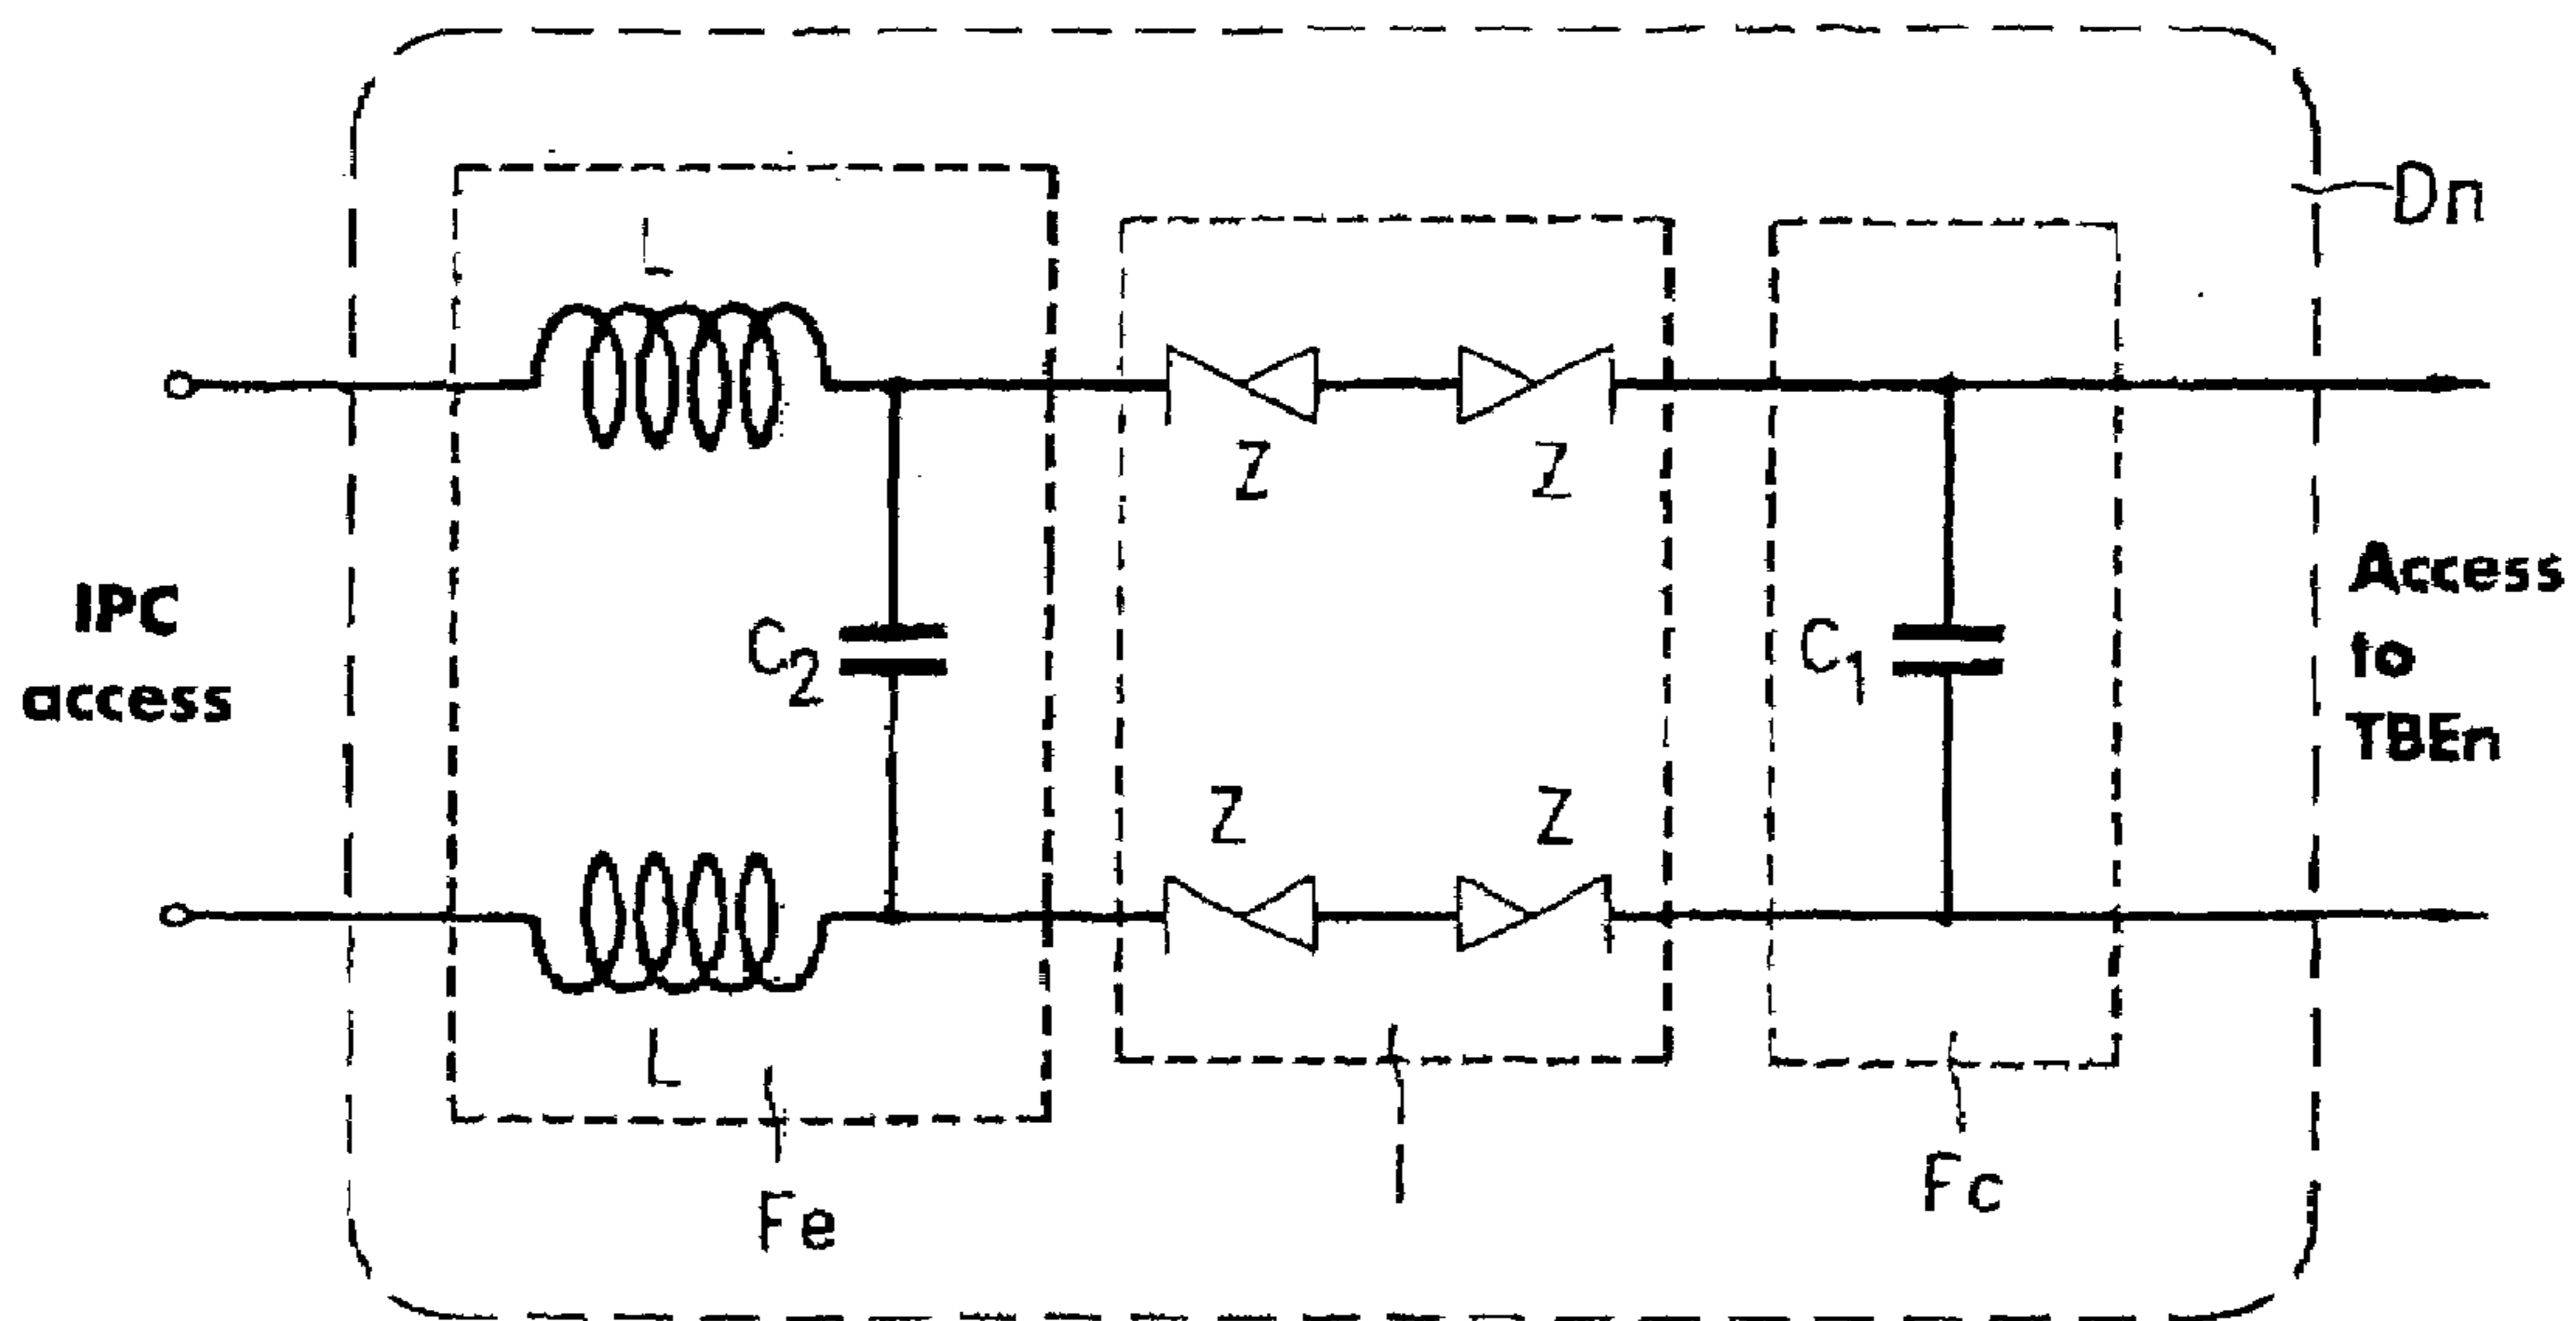 Dn
L
Z Z
IPC
access
C2
C1
Access
to
TBEn
Z Z
L
Fe
I
Fc